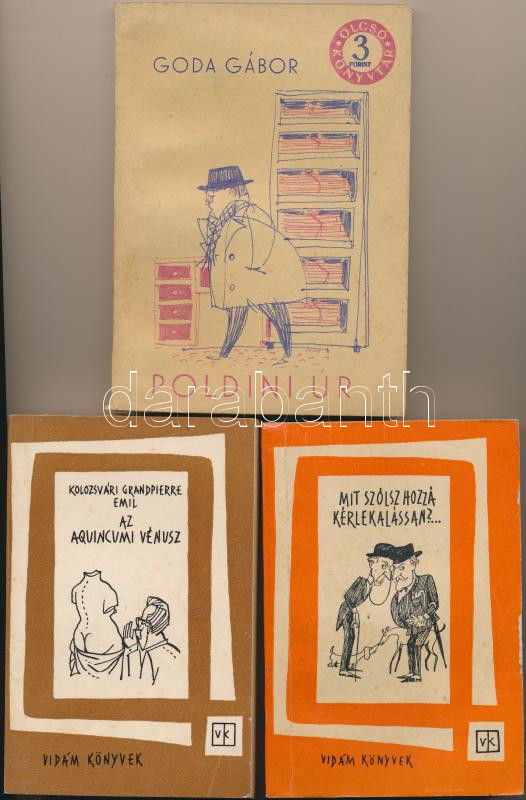 GODA GÁBOR
OLCSÓ
3
FORINT
KÖNYVTÁR
POLDINI ÚR
darabanth
KOLOZSVÁRI GRANDPIERRE
EMIL
AZ
AQUINCUMI VÉNUSZ
VK
VIDÁM KÖNYVEK
MIT SZÓLSZ HOZZÁ
KÉRLEKALÁSSAN?...
VK
VIDÁM KÖNYVEK